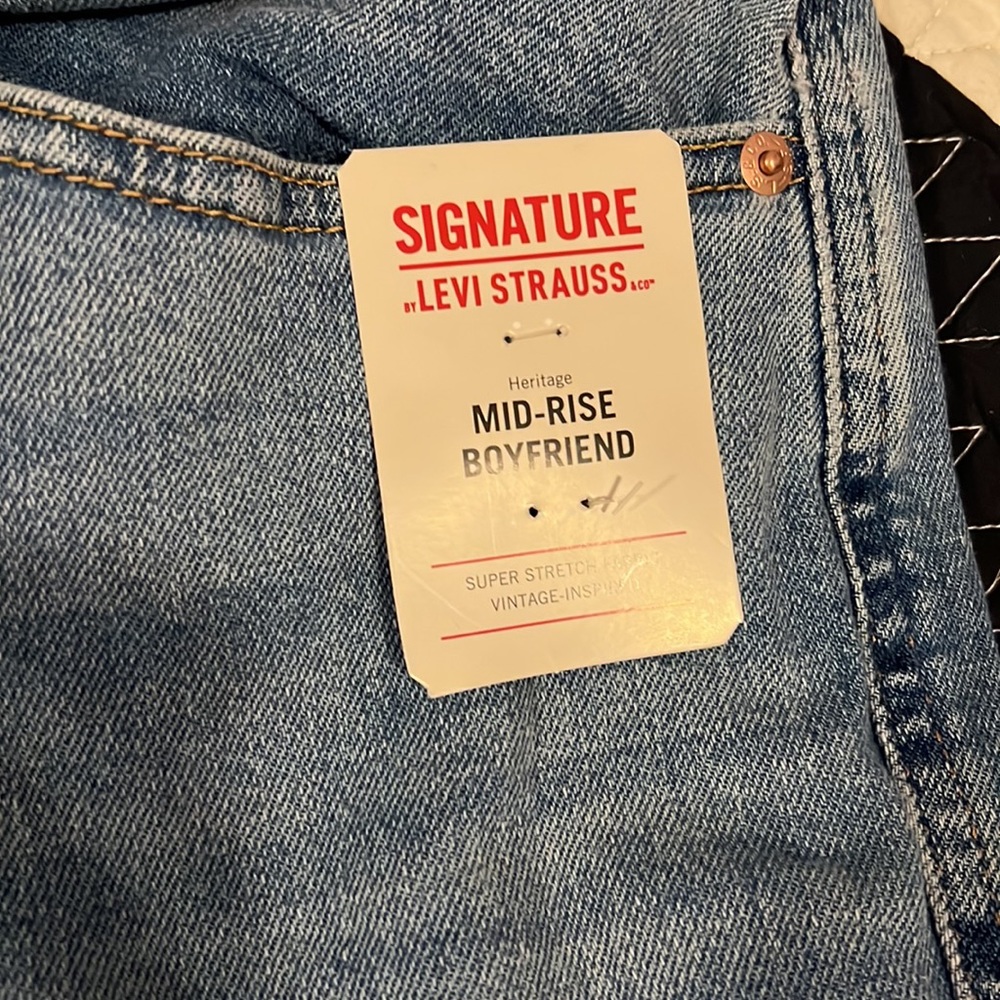 SIGNATURE
BY LEVI STRAUSS & CO™
Heritage
MID-RISE
BOYFRIEND
SUPER STRETCH